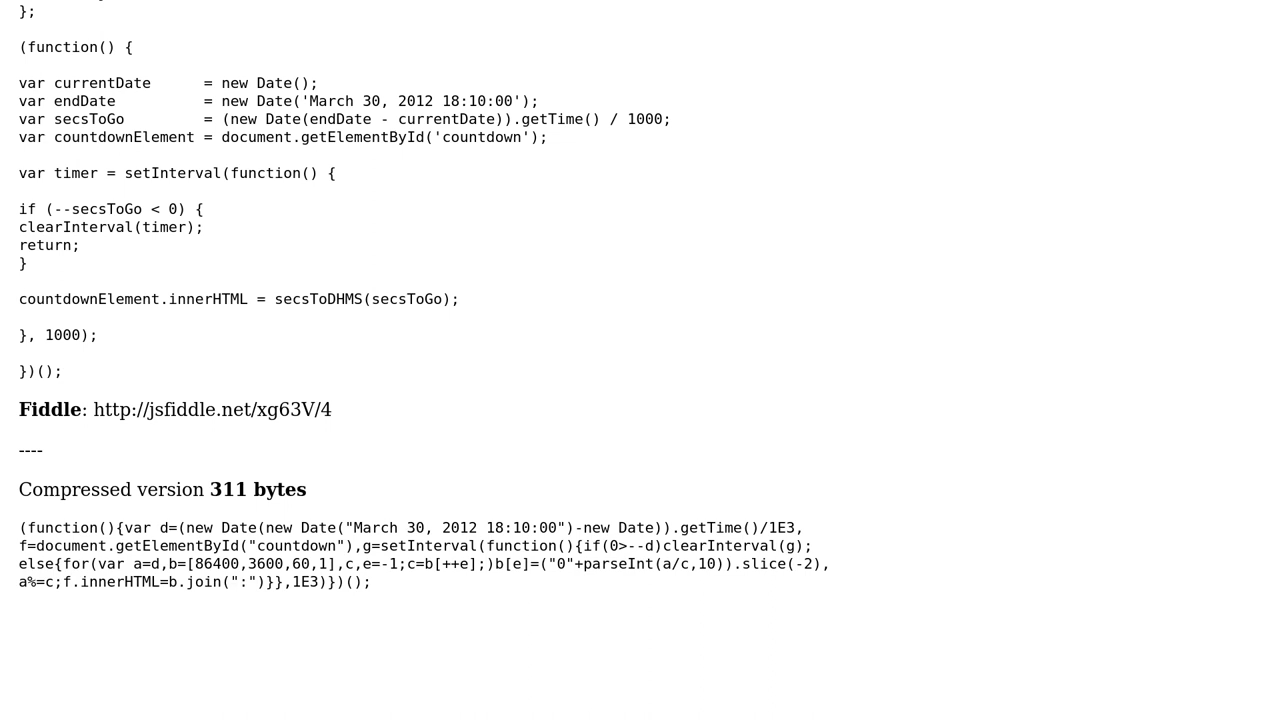 };
(function() {
var currentDate      = new Date();
var endDate          = new Date('March 30, 2012 18:10:00');
var secsToGo         = (new Date(endDate - currentDate)).getTime() / 1000;
var countdownElement = document.getElementById('countdown');
var timer = setInterval(function() {
if (--secsToGo < 0) {
clearInterval(timer);
return;
}
countdownElement.innerHTML = secsToDHMS(secsToGo);
}, 1000);
})();
Fiddle: http://jsfiddle.net/xg63V/4
----
Compressed version 311 bytes
(function(){var d=(new Date(new Date("March 30, 2012 18:10:00")-new Date)).getTime()/1E3,
f=document.getElementById("countdown"),g=setInterval(function(){if(0>--d)clearInterval(g);
else{for(var a=d,b=[86400,3600,60,1],c,e=-1;c=b[++e];)b[e]=("0"+parseInt(a/c,10)).slice(-2),
a%=c;f.innerHTML=b.join(":")}},1E3)})();